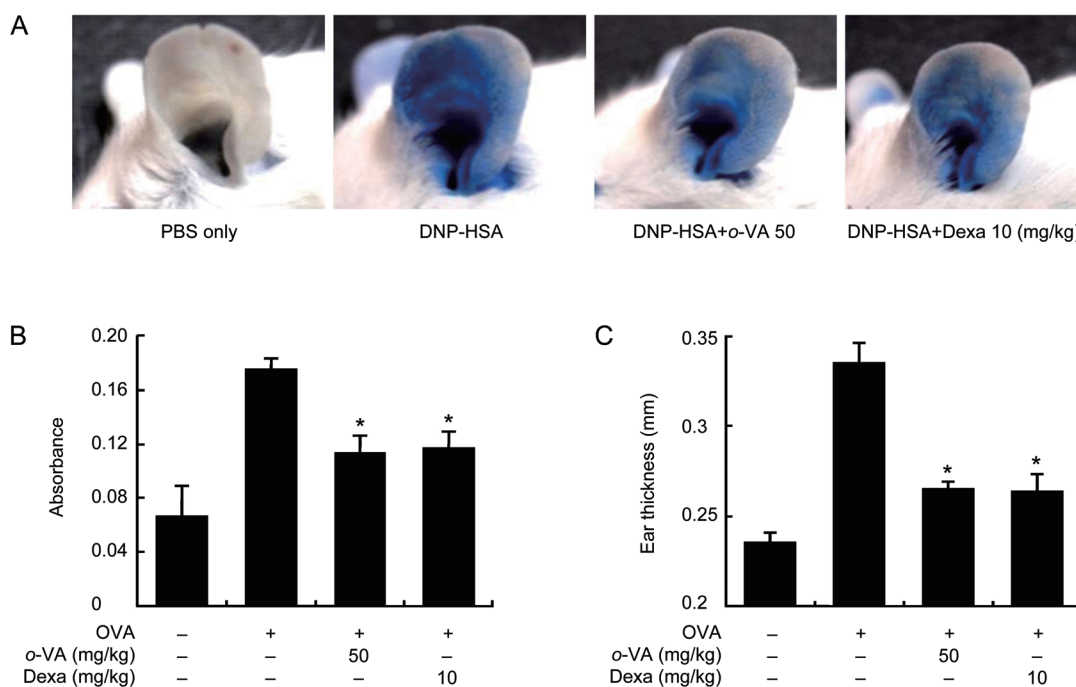 A
PBS only
DNP-HSA
DNP-HSA+o-VA 50
DNP-HSA+Dexa 10 (mg/kg)
B
0.20
0.16
0.12
0.08
0.04
0
Absorbance
* *
OVA – + + +
o-VA (mg/kg) – – 50 –
Dexa (mg/kg) – – – 10
C
0.35
0.3
0.25
0.2
Ear thickness (mm)
* *
OVA – + + +
o-VA (mg/kg) – – 50 –
Dexa (mg/kg) – – – 10